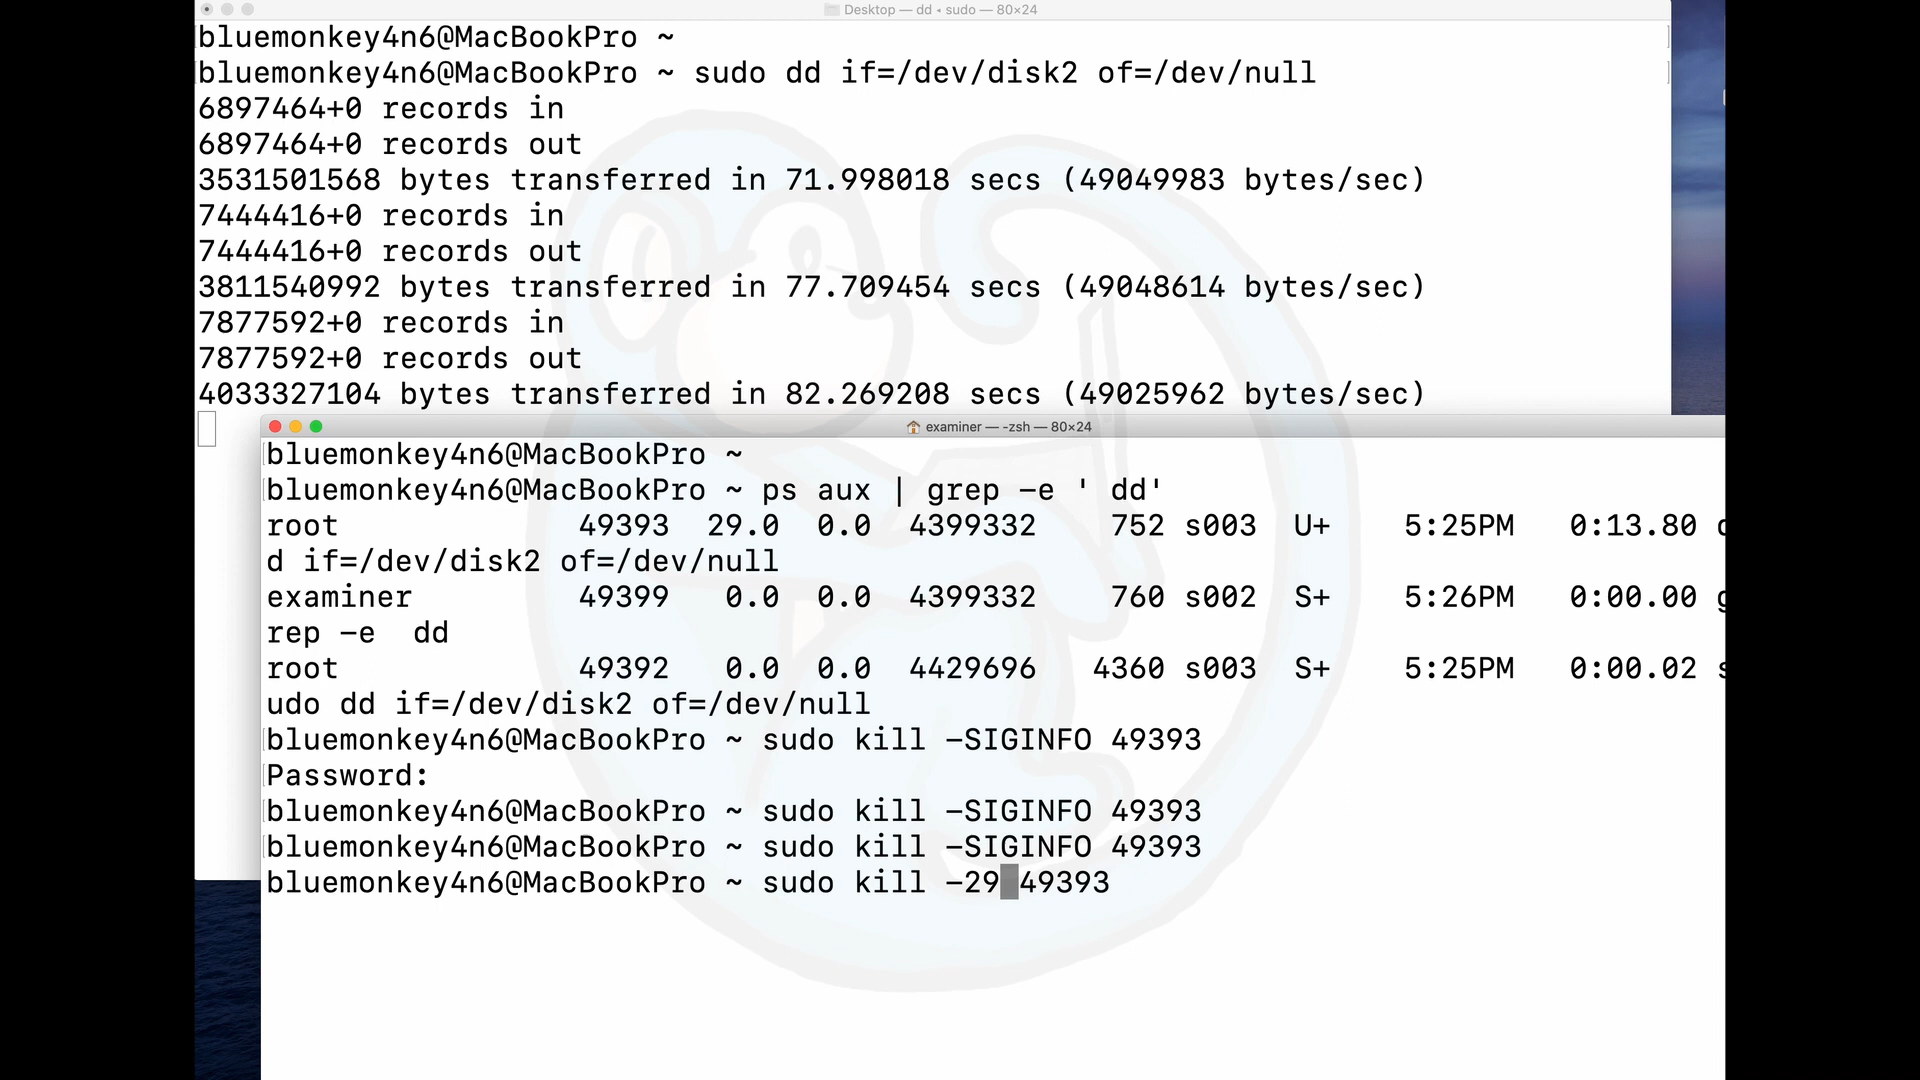 Desktop — dd ◂ sudo — 80×24
bluemonkey4n6@MacBookPro ~
bluemonkey4n6@MacBookPro ~ sudo dd if=/dev/disk2 of=/dev/null
6897464+0 records in
6897464+0 records out
3531501568 bytes transferred in 71.998018 secs (49049983 bytes/sec)
7444416+0 records in
7444416+0 records out
3811540992 bytes transferred in 77.709454 secs (49048614 bytes/sec)
7877592+0 records in
7877592+0 records out
4033327104 bytes transferred in 82.269208 secs (49025962 bytes/sec)
examiner — -zsh — 80×24
bluemonkey4n6@MacBookPro ~
bluemonkey4n6@MacBookPro ~ ps aux | grep -e ' dd'
root 49393 29.0 0.0 4399332 752 s003 U+ 5:25PM 0:13.80 d
d if=/dev/disk2 of=/dev/null
examiner 49399 0.0 0.0 4399332 760 s002 S+ 5:26PM 0:00.00 g
rep -e  dd
root 49392 0.0 0.0 4429696 4360 s003 S+ 5:25PM 0:00.02 s
udo dd if=/dev/disk2 of=/dev/null
bluemonkey4n6@MacBookPro ~ sudo kill -SIGINFO 49393
Password:
bluemonkey4n6@MacBookPro ~ sudo kill -SIGINFO 49393
bluemonkey4n6@MacBookPro ~ sudo kill -SIGINFO 49393
bluemonkey4n6@MacBookPro ~ sudo kill -29 49393